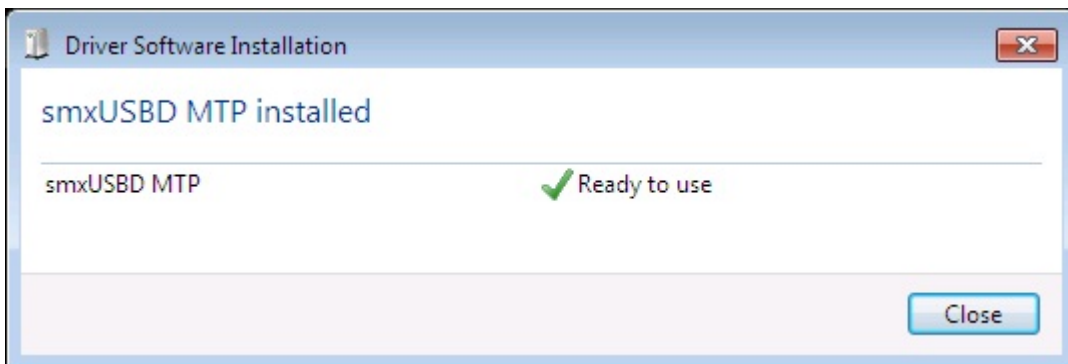 Driver Software Installation
smxUSBD MTP installed
smxUSBD MTP Ready to use
Close